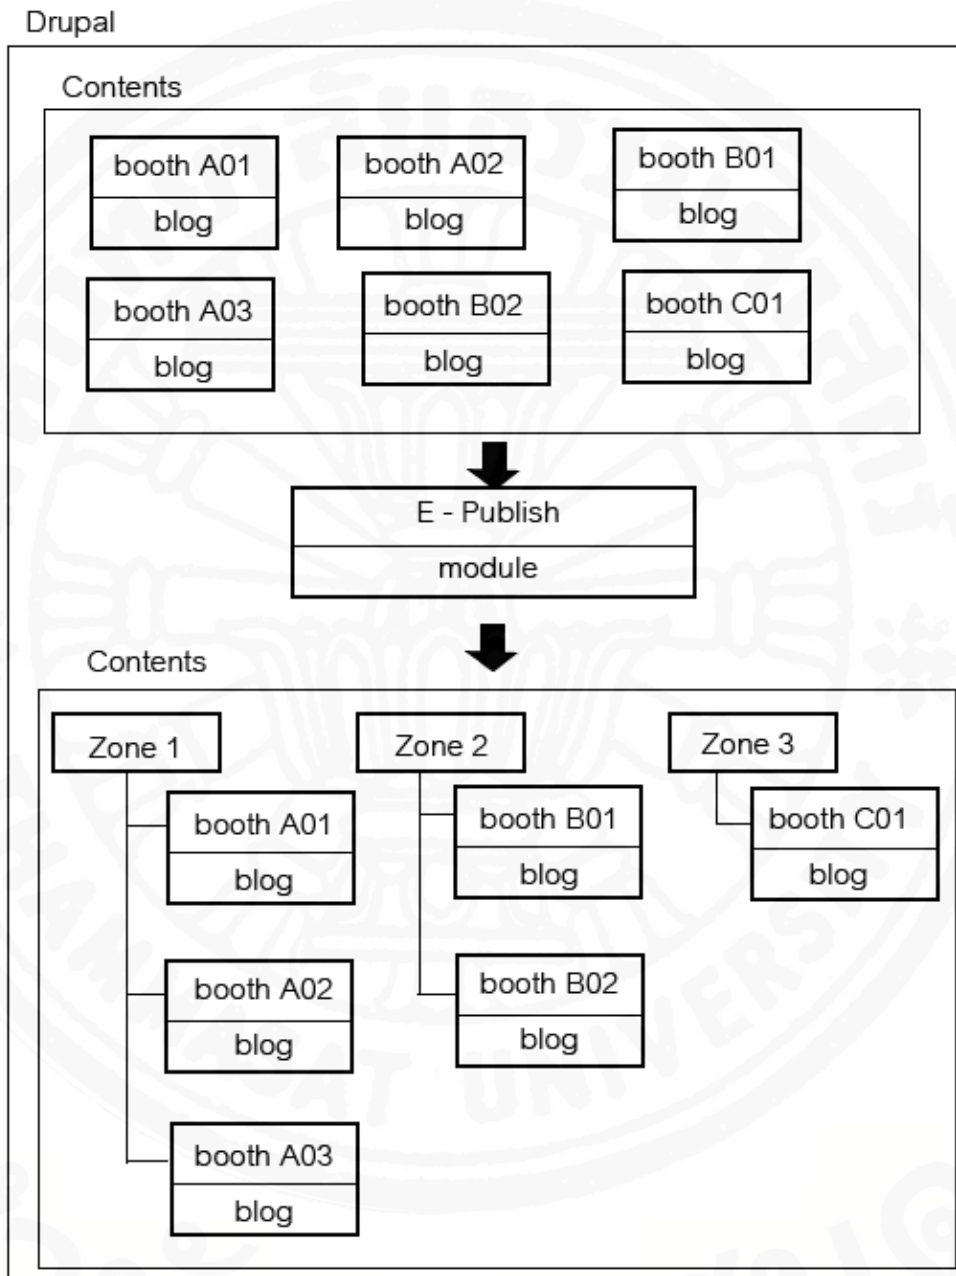 Drupal
Contents
booth A01
blog
booth A02
blog
booth B01
blog
booth A03
blog
booth B02
blog
booth C01
blog
E - Publish
module
Contents
Zone 1
Zone 2
Zone 3
booth A01
blog
booth B01
blog
booth C01
blog
booth A02
blog
booth B02
blog
booth A03
blog
THAMMASAT UNIVERSITY